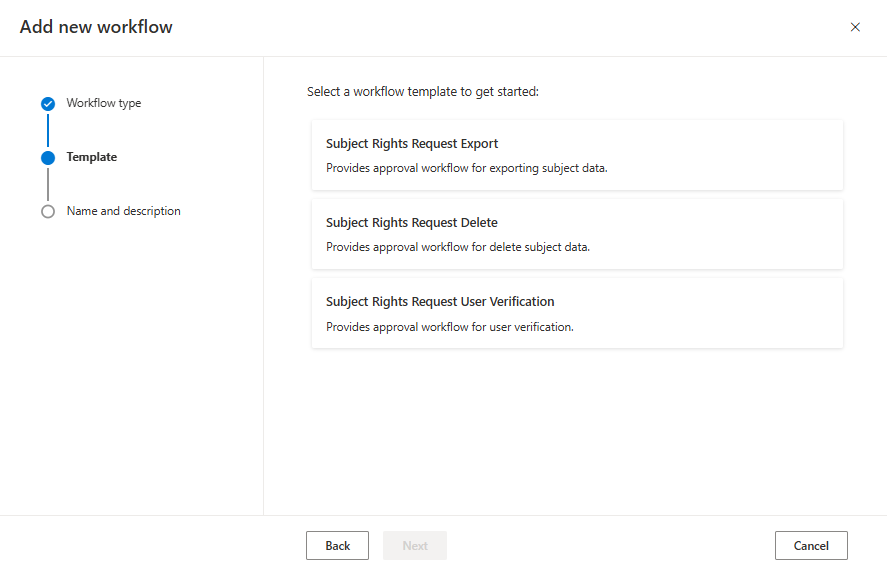 Add new workflow
Workflow type
Template
Name and description
Select a workflow template to get started:
Subject Rights Request Export
Provides approval workflow for exporting subject data.
Subject Rights Request Delete
Provides approval workflow for delete subject data.
Subject Rights Request User Verification
Provides approval workflow for user verification.
Back
Next
Cancel